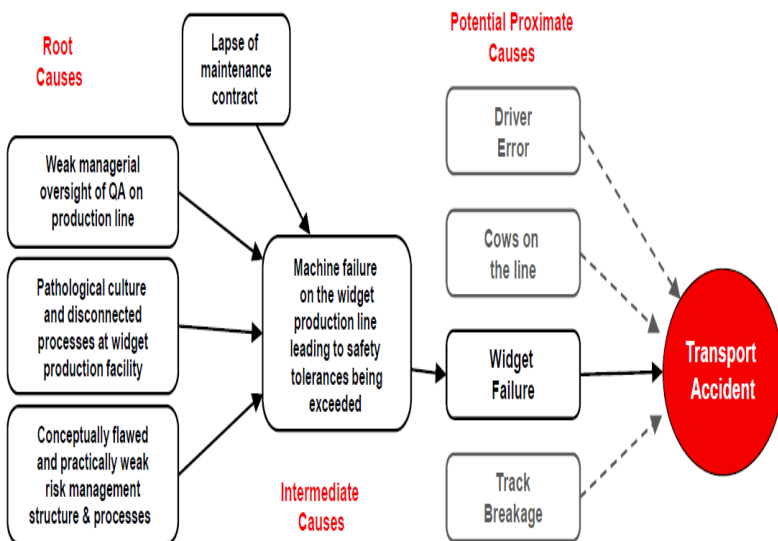 Root
Causes
Lapse of
maintenance
contract
Potential Proximate
Causes
Weak managerial
oversight of QA on
production line
Pathological culture
and disconnected
processes at widget
production facility
Conceptually flawed
and practically weak
risk management
structure & processes
Machine failure
on the widget
production line
leading to safety
tolerances being
exceeded
Intermediate
Causes
Driver
Error
Cows on
the line
Widget
Failure
Track
Breakage
Transport
Accident